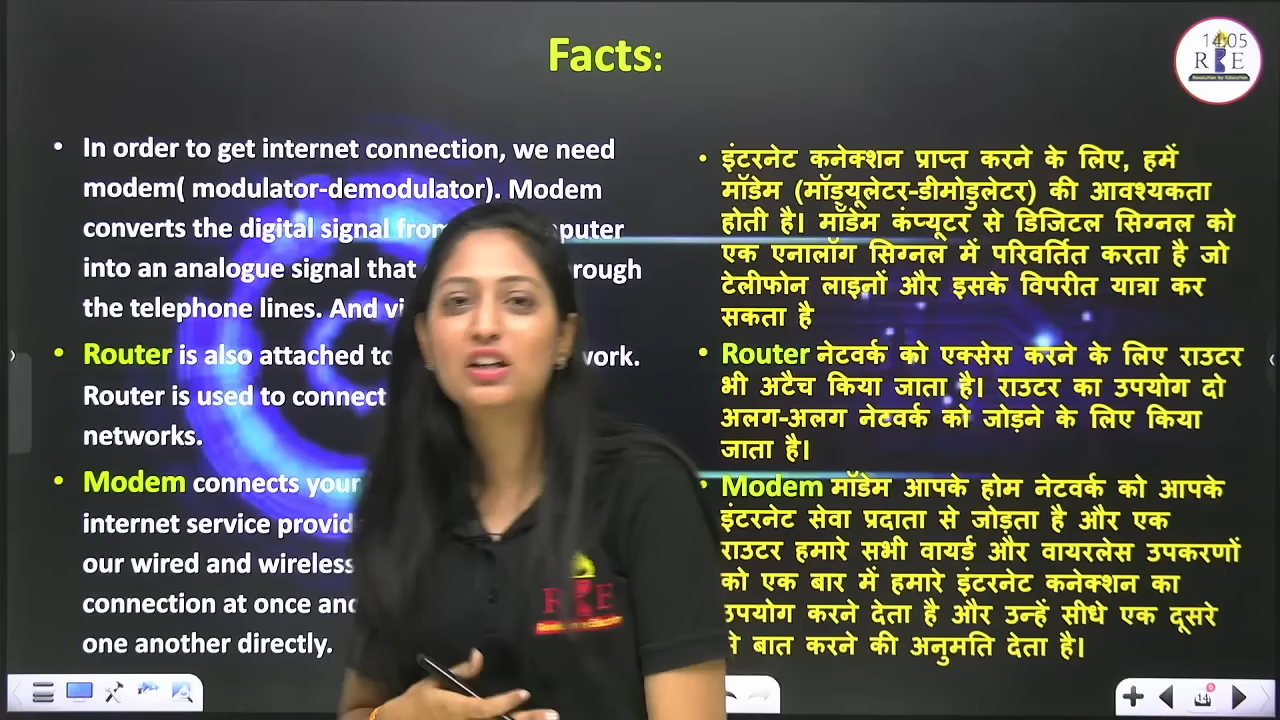 Facts:
14:05
R E
Revolution by Education
In order to get internet connection, we need
modem( modulator-demodulator). Modem
converts the digital signal from
into an analogue signal that
the telephone lines. And
Router is also attached
Router is used to connect
networks.
Modem connects your
internet service
our wired and wireless
connection at once
one another directly.
इंटरनेट कनेक्शन प्राप्त करने के लिए, हमें
मॉडेम (मॉड्यूलेटर-डीमोडुलेटर) की आवश्यकता
होती है। मॉडेम कंप्यूटर से डिजिटल सिग्नल को
एक एनालॉग सिग्नल में परिवर्तित करता है जो
टेलीफोन लाइनों और इसके विपरीत यात्रा कर
सकता है
Router नेटवर्क को एक्सेस करने के लिए राउटर
भी अटैच किया जाता है। राउटर का उपयोग दो
अलग-अलग नेटवर्क को जोड़ने के लिए किया
जाता है।
Modem मॉडेम आपके होम नेटवर्क को आपके
इंटरनेट सेवा प्रदाता से जोड़ता है और एक
राउटर हमारे सभी वायर्ड और वायरलेस उपकरणों
को एक बार में हमारे इंटरनेट कनेक्शन का
उपयोग करने देता है और उन्हें सीधे एक दूसरे
बात करने की अनुमति देता है।
R E
14